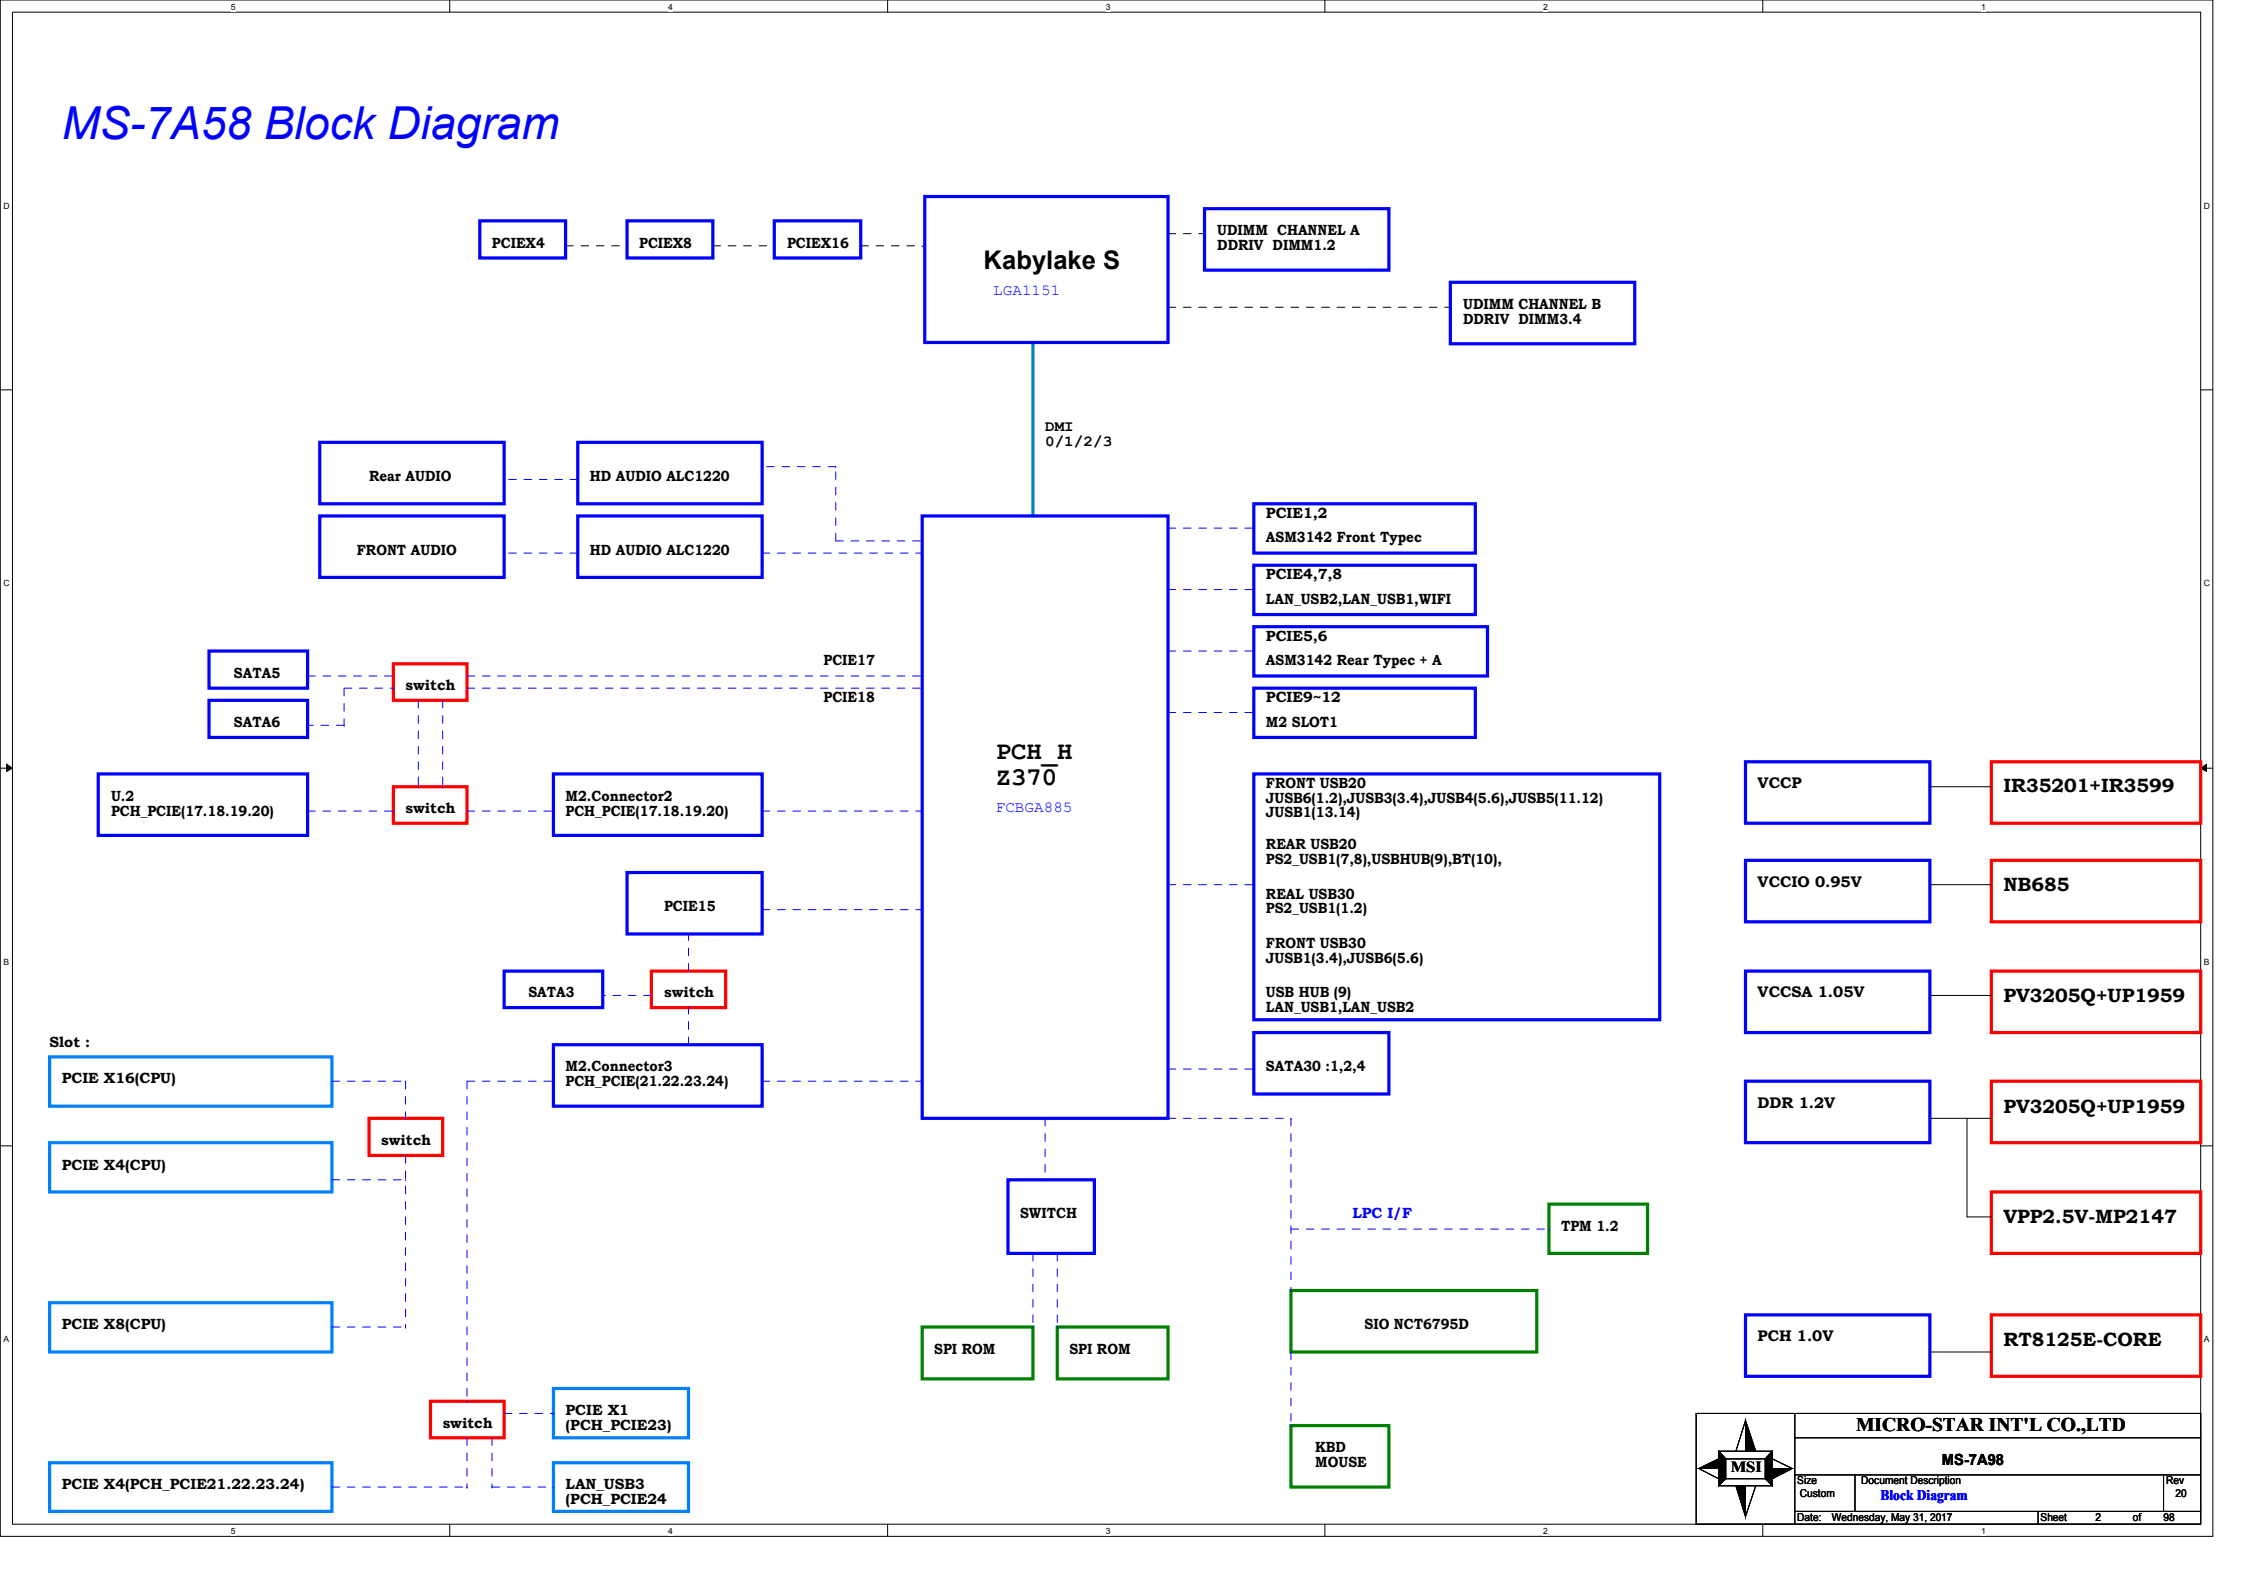 5 4 3 2 1
MS-7A58 Block Diagram
D D
PCIEX4
PCIEX8
PCIEX16
Kabylake S
LGA1151
UDIMM CHANNEL A
DDRIV DIMM1.2
UDIMM CHANNEL B
DDRIV DIMM3.4
DMI
0/1/2/3
Rear AUDIO
HD AUDIO ALC1220
FRONT AUDIO
HD AUDIO ALC1220
PCIE1,2
ASM3142 Front Typec
C C
PCIE4,7,8
LAN_USB2,LAN_USB1,WIFI
PCIE5,6
ASM3142 Rear Typec + A
PCIE9~12
M2 SLOT1
SATA5
SATA6
switch
PCIE17
PCIE18
U.2
PCH_PCIE(17.18.19.20)
switch
M2.Connector2
PCH_PCIE(17.18.19.20)
PCH_H
Z370
FCBGA885
FRONT USB20
JUSB6(1.2),JUSB3(3.4),JUSB4(5.6),JUSB5(11.12)
JUSB1(13.14)
REAR USB20
PS2_USB1(7,8),USBHUB(9),BT(10),
REAL USB30
PS2_USB1(1.2)
FRONT USB30
JUSB1(3.4),JUSB6(5.6)
USB HUB (9)
LAN_USB1,LAN_USB2
VCCP
IR35201+IR3599
VCCIO 0.95V
NB685
VCCSA 1.05V
PV3205Q+UP1959
DDR 1.2V
PV3205Q+UP1959
VPP2.5V-MP2147
PCH 1.0V
RT8125E-CORE
B B
PCIE15
SATA3
switch
M2.Connector3
PCH_PCIE(21.22.23.24)
SATA30 :1,2,4
Slot :
PCIE X16(CPU)
switch
PCIE X4(CPU)
PCIE X8(CPU)
SWITCH
SPI ROM
SPI ROM
LPC I/F
TPM 1.2
SIO NCT6795D
KBD
MOUSE
A A
switch
PCIE X1
(PCH_PCIE23)
PCIE X4(PCH_PCIE21.22.23.24)
LAN_USB3
(PCH_PCIE24
MSI
MICRO-STAR INT'L CO.,LTD
MS-7A98
Size
Custom
Document Description
Block Diagram
Rev
20
Date: Wednesday, May 31, 2017
Sheet 2 of 98
5 4 3 2 1